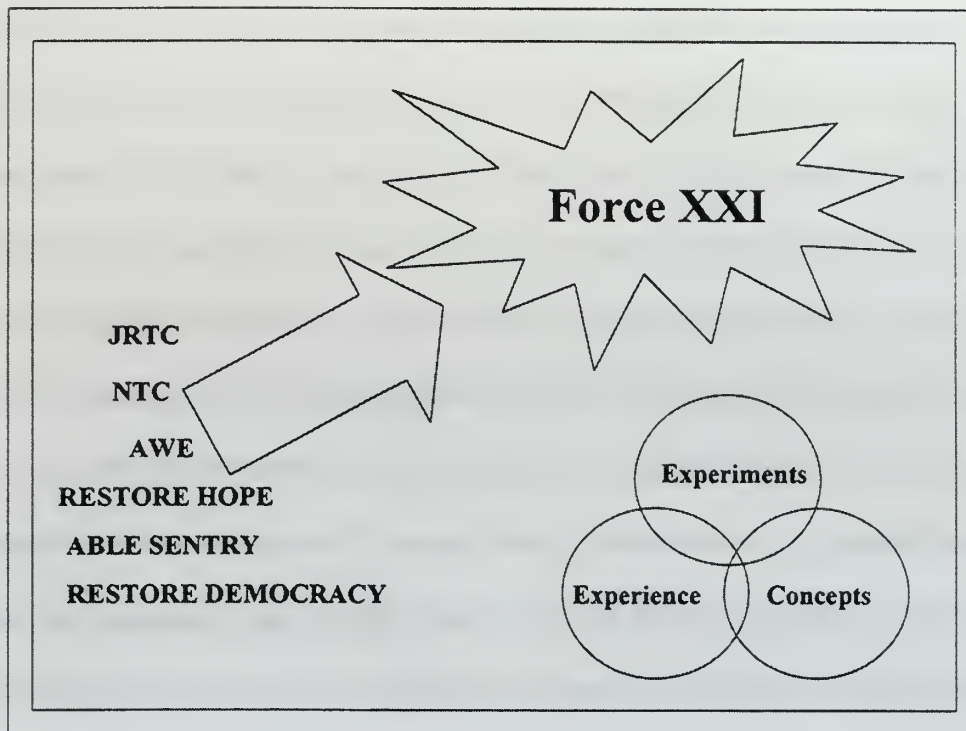 Force XXI
JRTC
NTC
AWE
RESTORE HOPE
ABLE SENTRY
RESTORE DEMOCRACY
Experiments
Experience Concepts